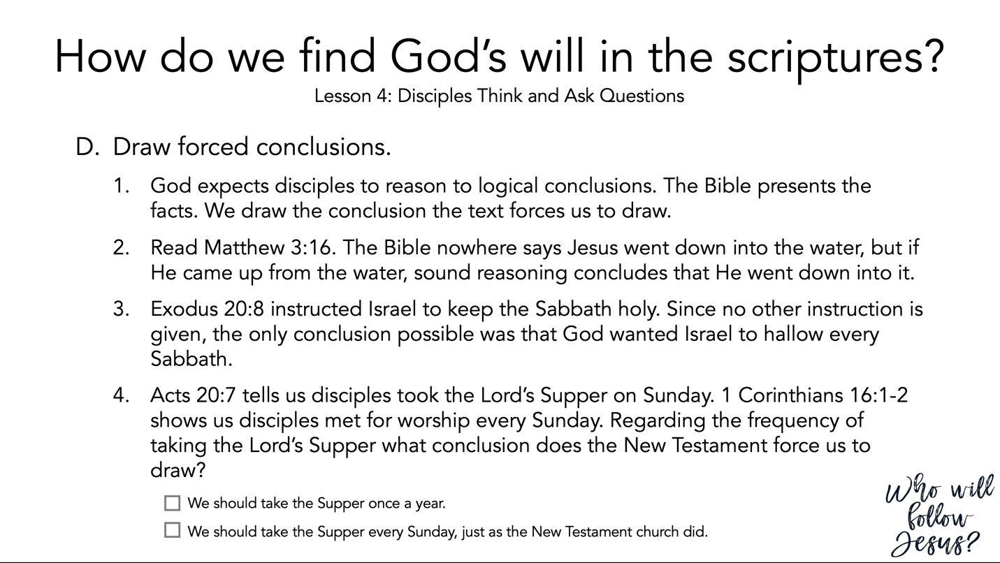 How do we find God's will in the scriptures?
Lesson 4: Disciples Think and Ask Questions
D. Draw forced conclusions.
1. God expects disciples to reason to logical conclusions. The Bible presents the
facts. We draw the conclusion the text forces us to draw.
2. Read Matthew 3:16. The Bible nowhere says Jesus went down into the water, but if
He came up from the water, sound reasoning concludes that He went down into it.
3. Exodus 20:8 instructed Israel to keep the Sabbath holy. Since no other instruction is
given, the only conclusion possible was that God wanted Israel to hallow every
Sabbath.
4. Acts 20:7 tells us disciples took the Lord's Supper on Sunday. 1 Corinthians 16:1-2
shows us disciples met for worship every Sunday. Regarding the frequency of
taking the Lord's Supper what conclusion does the New Testament force us to
draw?
We should take the Supper once a year.
We should take the Supper every Sunday, just as the New Testament church did.
Who will
follow
Jesus?